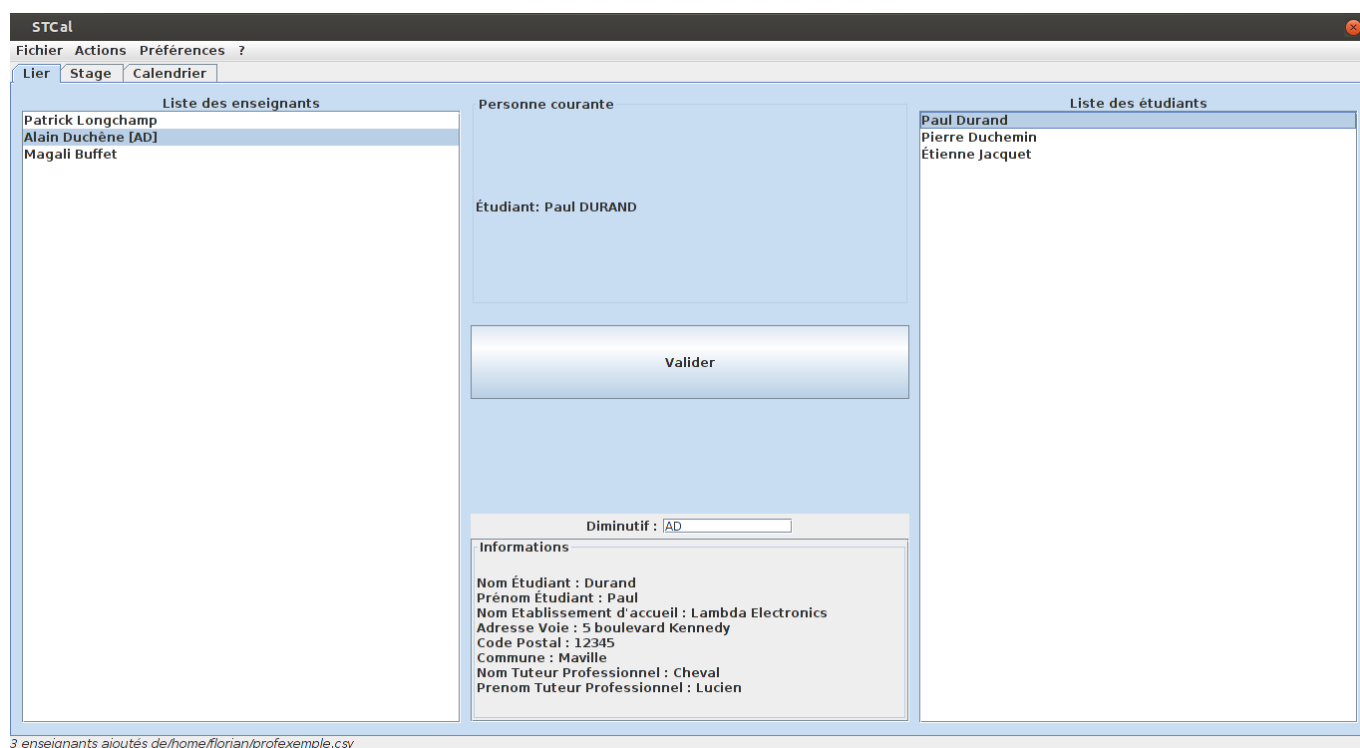 STCal
Fichier Actions Préférences ?
Lier Stage Calendrier
Liste des enseignants
Patrick Longchamp
Alain Duchêne [AD]
Magali Buffet
Personne courante
Étudiant: Paul DURAND
Valider
Diminutif : AD
Informations
Nom Étudiant : Durand
Prénom Étudiant : Paul
Nom Etablissement d'accueil : Lambda Electronics
Adresse Voie : 5 boulevard Kennedy
Code Postal : 12345
Commune : Maville
Nom Tuteur Professionnel : Cheval
Prenom Tuteur Professionnel : Lucien
Liste des étudiants
Paul Durand
Pierre Duchemin
Étienne Jacquet
3 enseignants ajoutés de/home/florian/profexemple.csv